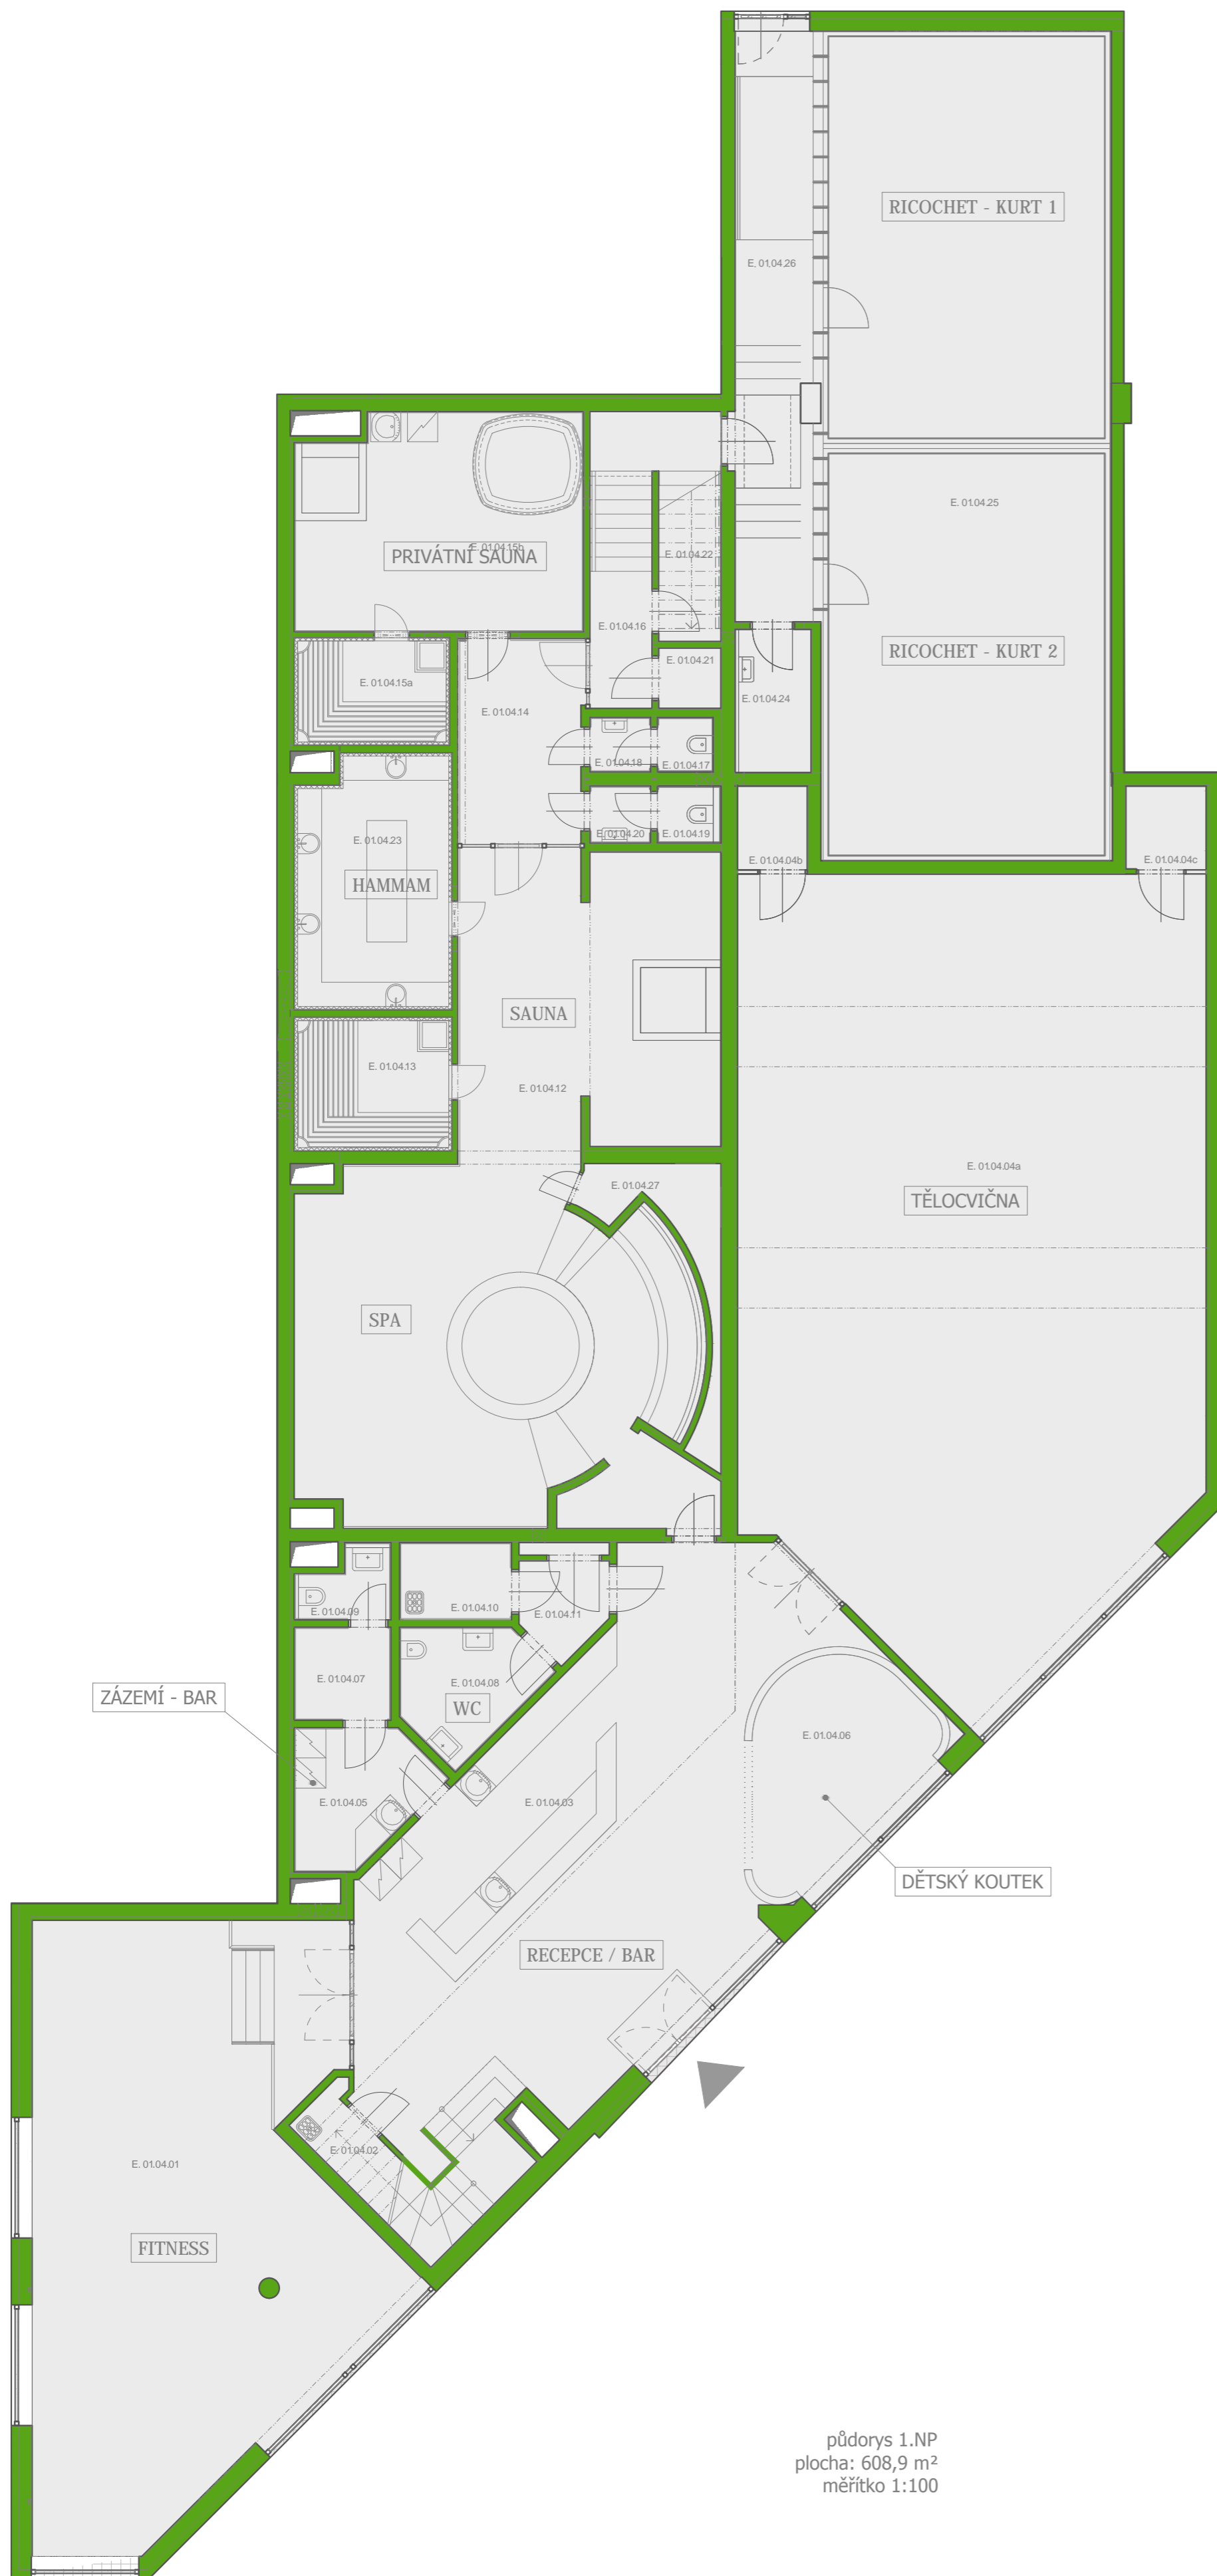 RICOCHET - KURT 1
E. 01.04.26
E. 01.04.25
PRIVÁTNÍ SAUNA
E. 01.04.15b
E. 01.04.22
E. 01.04.16
RICOCHET - KURT 2
E. 01.04.21
E. 01.04.15a
E. 01.04.24
E. 01.04.14
E. 01.04.18
E. 01.04.17
E. 01.04.23
E. 01.04.20
E. 01.04.19
E. 01.04.04b
E. 01.04.04c
HAMMAM
SAUNA
E. 01.04.13
E. 01.04.12
E. 01.04.04a
E. 01.04.27
TĚLOCVIČNA
SPA
E. 01.04.09
E. 01.04.10
E. 01.04.11
E. 01.04.07
E. 01.04.08
ZÁZEMÍ - BAR
WC
E. 01.04.06
E. 01.04.05
E. 01.04.03
DĚTSKÝ KOUTEK
RECEPCE / BAR
E. 01.04.02
E. 01.04.01
FITNESS
půdorys 1.NP
plocha: 608,9 m²
měřítko 1:100